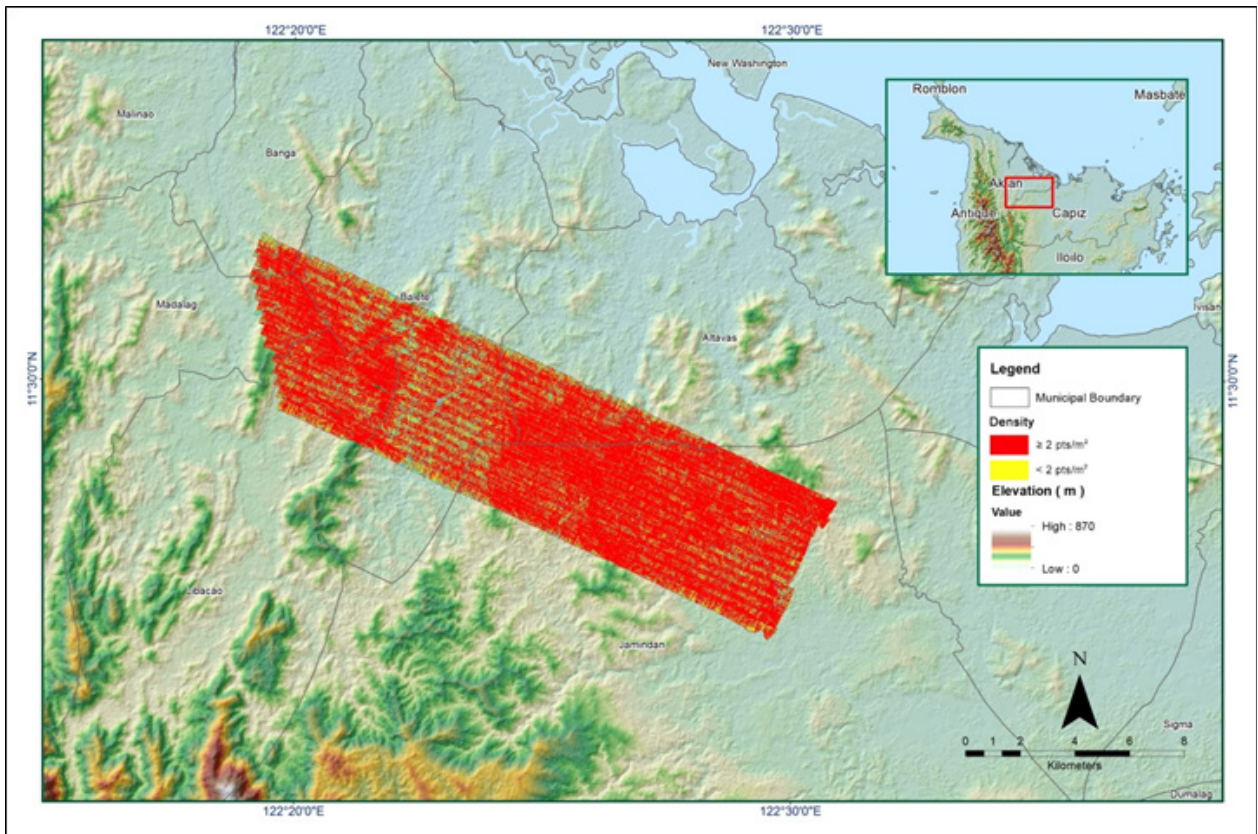 122°20'0"E
122°30'0"E
New Washington
Romblon
Masbate
Malinao
Banga
Aklan
Antique
Capiz
Iloilo
Madalag
Balete
Ivisan
Altavas
11°30'0"N
11°30'0"N
Legend
Municipal Boundary
Density
≥ 2 pts/m²
< 2 pts/m²
Elevation ( m )
Value
High : 870
Low : 0
Libacao
Jamindan
N
Sigma
0 1 2 4 6 8
Kilometers
Dumalag
122°20'0"E
122°30'0"E